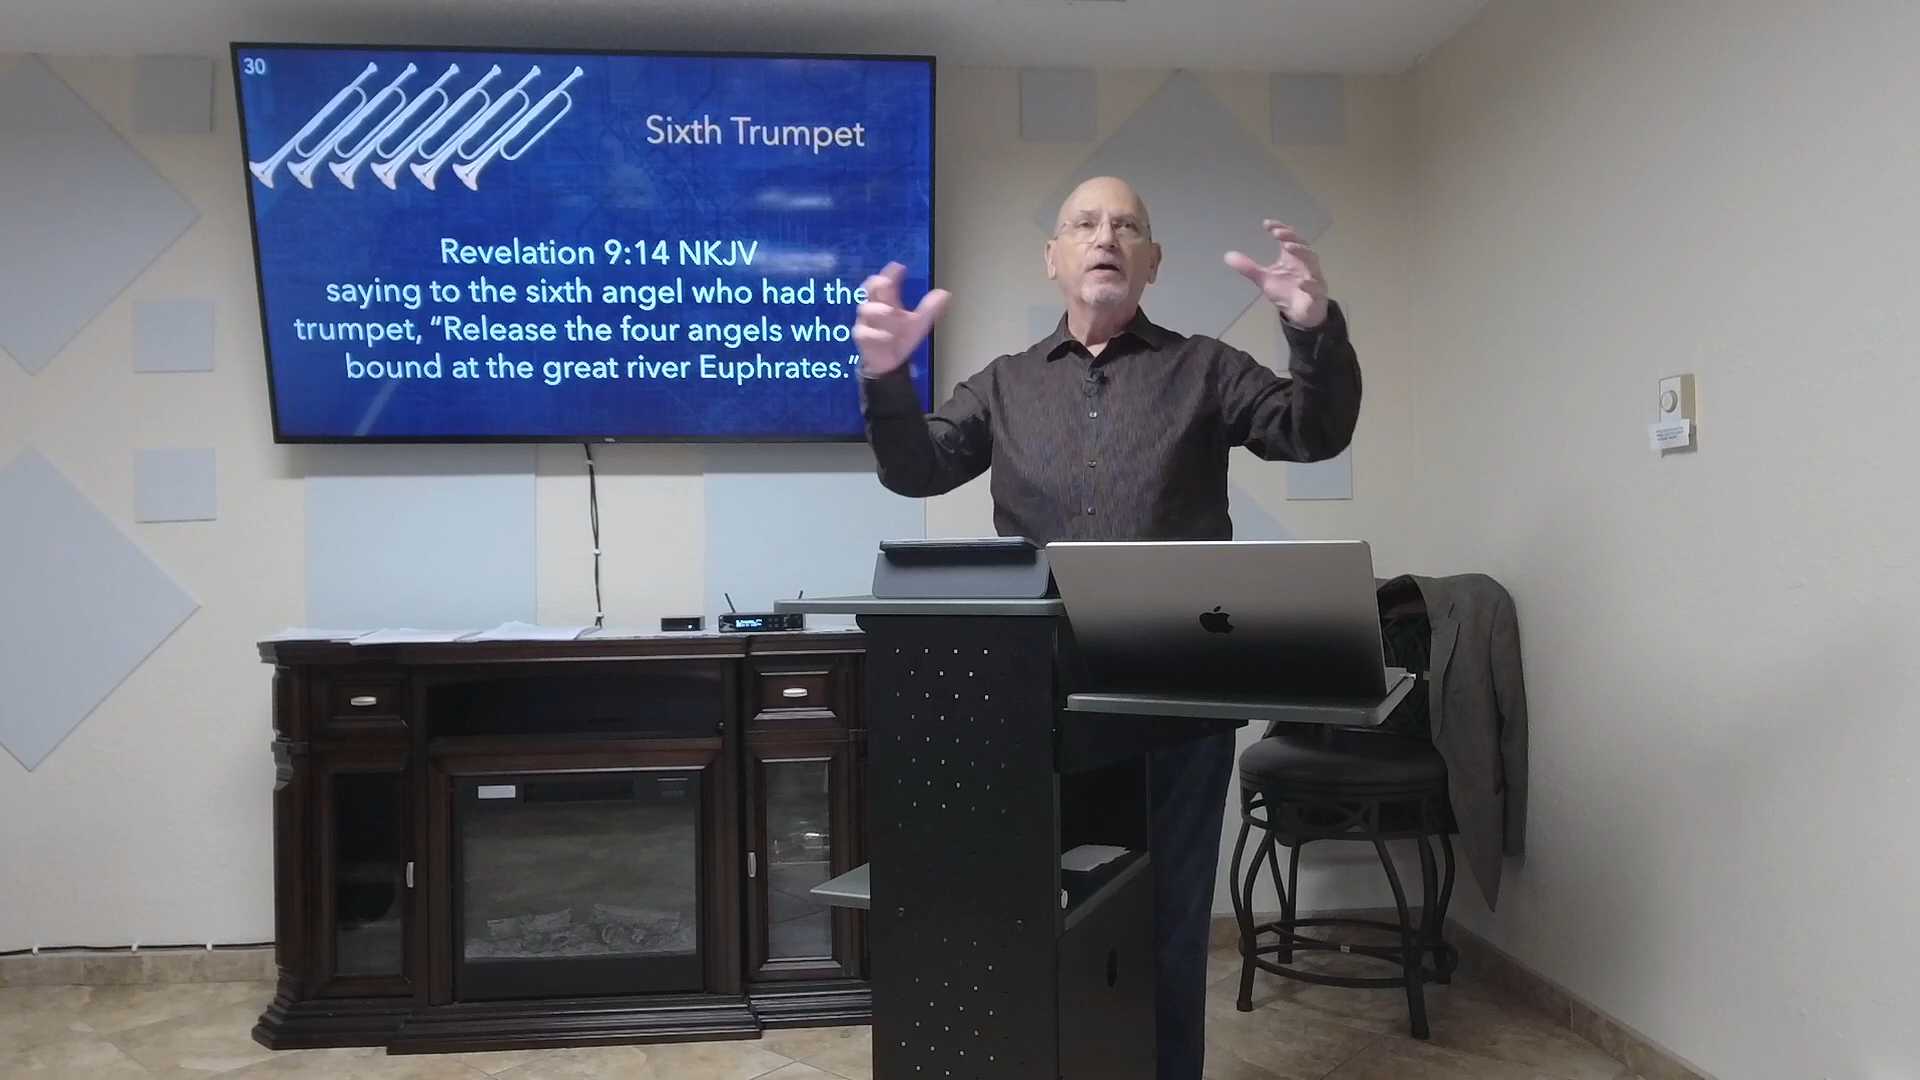 30
Sixth Trumpet
Revelation 9:14 NKJV
saying to the sixth angel who had the
trumpet, “Release the four angels who
bound at the great river Euphrates.”